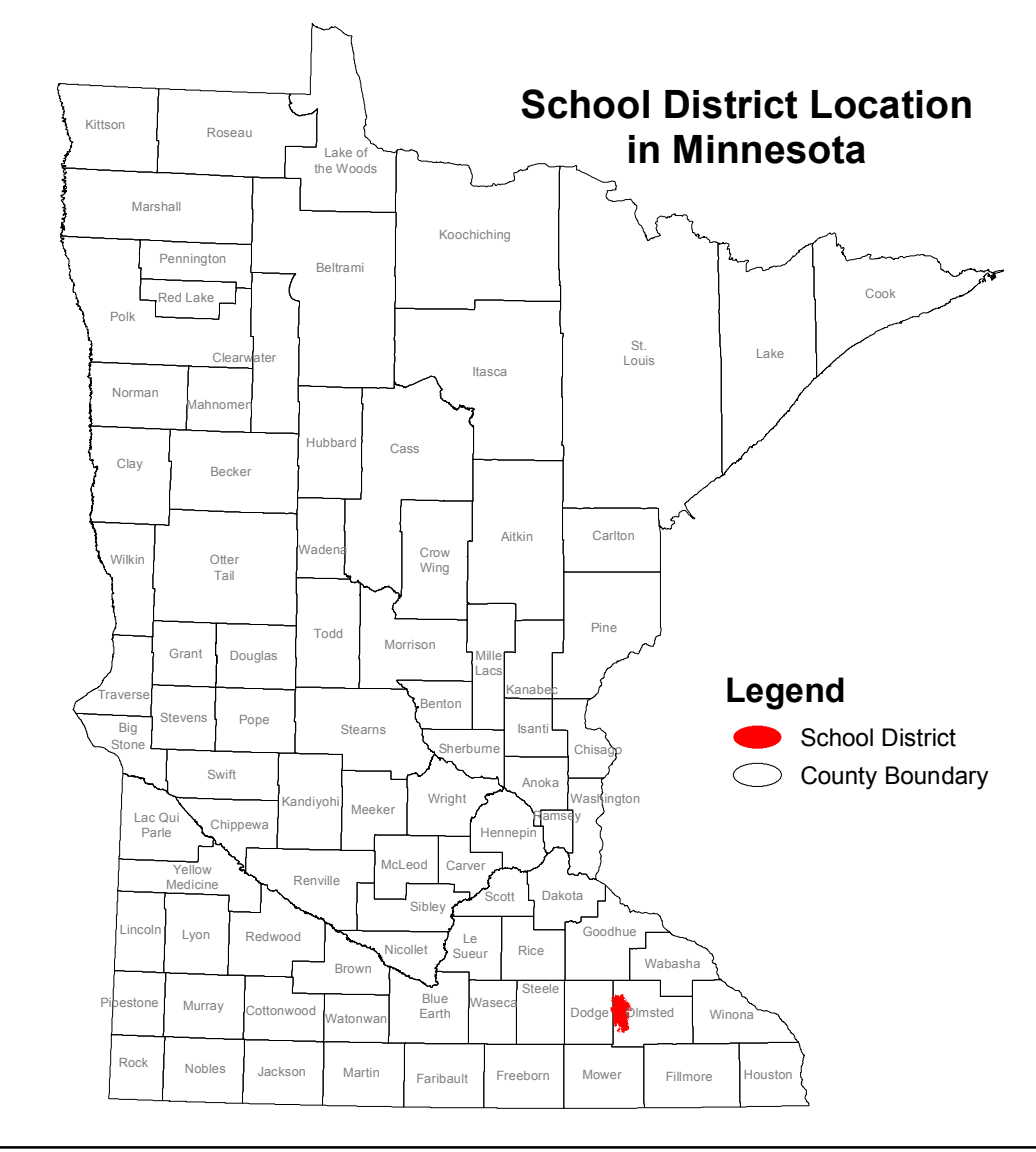 School District Location
in Minnesota
Kittson
Roseau
Lake of
the Woods
Marshall
Koochiching
Pennington
Beltrami
Red Lake
Cook
Polk
St.
Louis
Lake
Clearwater
Itasca
Norman
Mahnomen
Hubbard
Cass
Clay
Becker
Aitkin
Carlton
Wilkin
Otter
Tail
Wadena
Crow
Wing
Todd
Pine
Morrison
Grant
Douglas
Mille
Lacs
Kanabec
Traverse
Benton
Stevens
Pope
Stearns
Isanti
Big
Stone
Sherburne
Chisago
Legend
School District
County Boundary
Swift
Anoka
Kandiyohi
Meeker
Wright
Washington
Ramsey
Lac Qui
Parle
Chippewa
Hennepin
McLeod
Carver
Yellow
Medicine
Renville
Scott
Dakota
Sibley
Lincoln
Lyon
Redwood
Nicollet
Le
Sueur
Rice
Goodhue
Brown
Wabasha
Steele
Pipestone
Murray
Cottonwood
Watonwan
Blue
Earth
Waseca
Dodge
Olmsted
Winona
Rock
Nobles
Jackson
Martin
Faribault
Freeborn
Mower
Fillmore
Houston